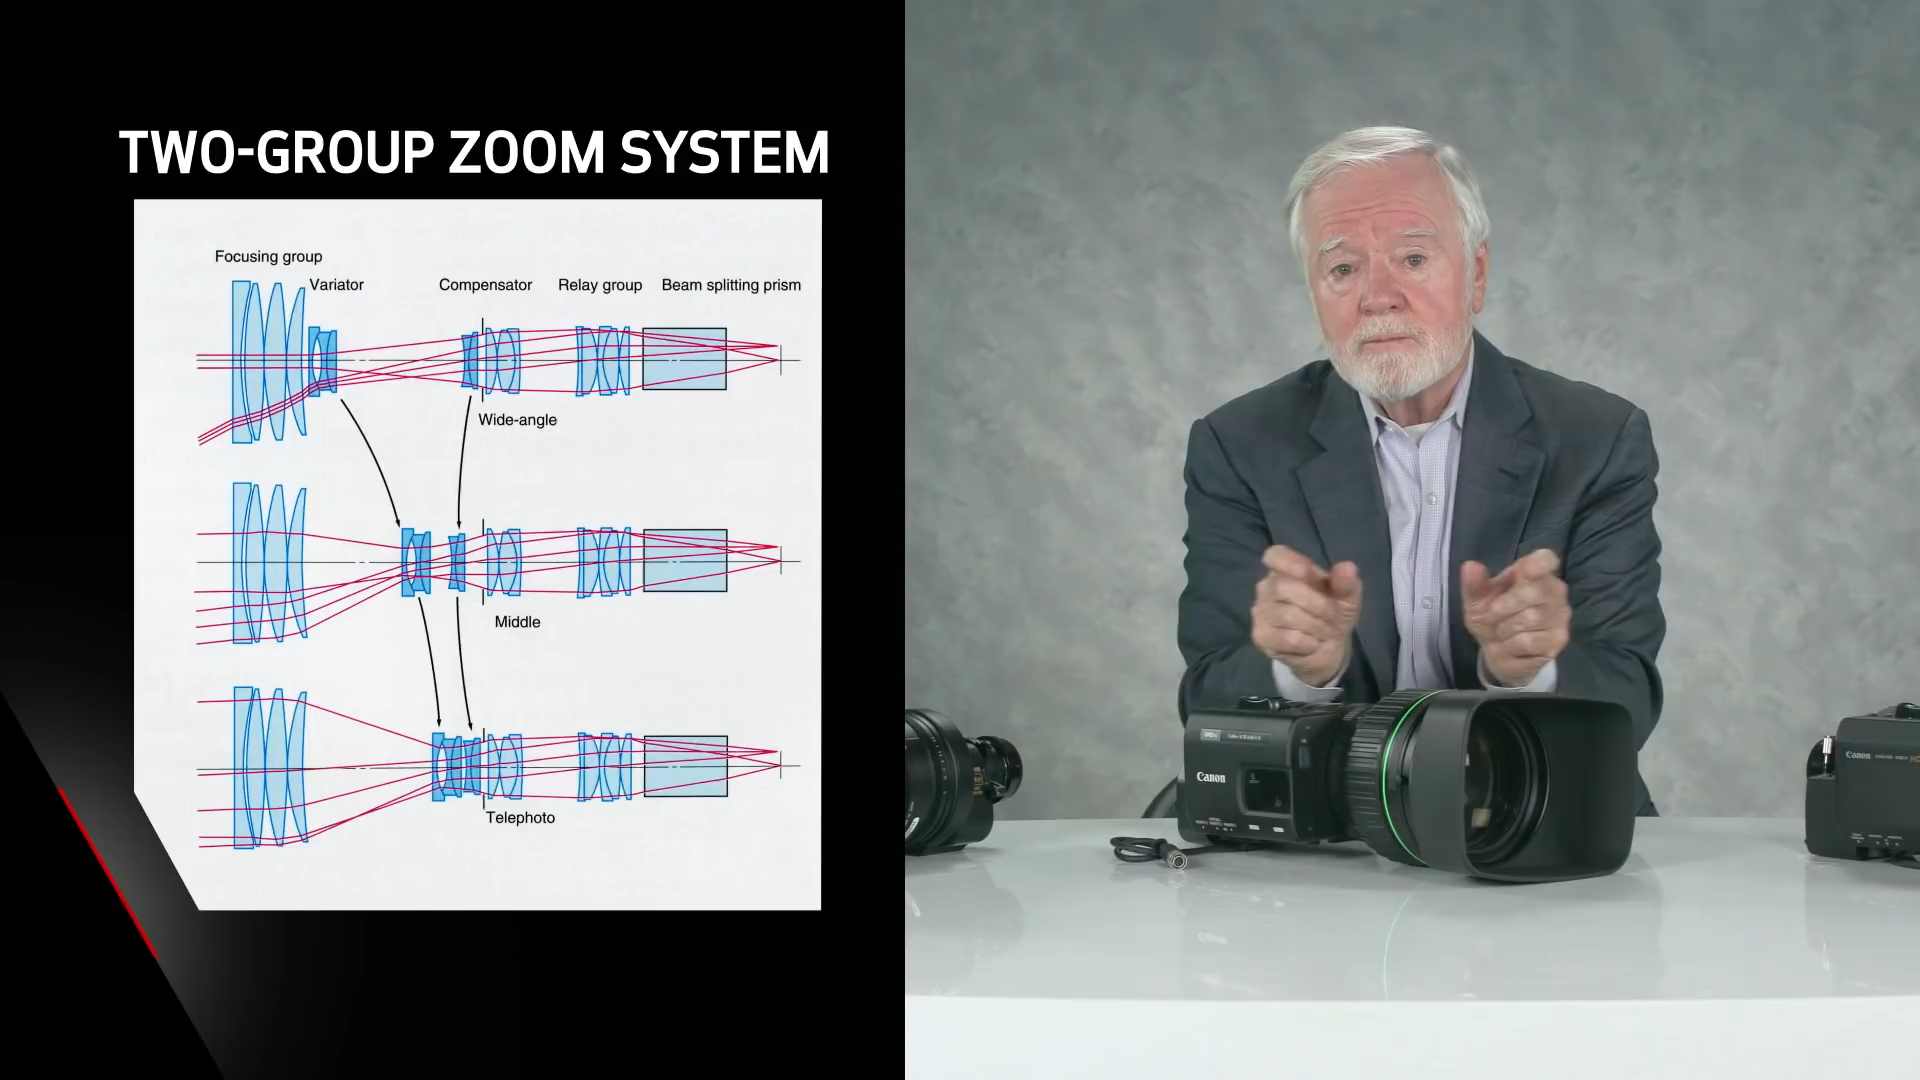 TWO-GROUP ZOOM SYSTEM
Focusing group
Variator
Compensator
Relay group
Beam splitting prism
Wide-angle
Middle
Telephoto
Canon
Canon